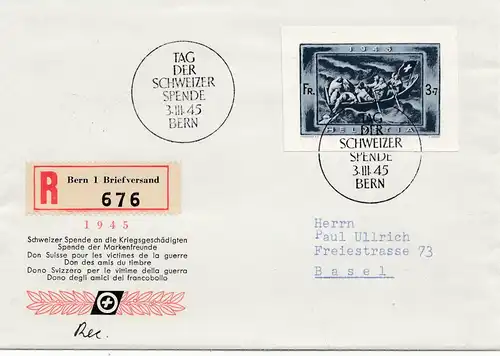 TAG
DER
SCHWEIZER
SPENDE
3.III.45
BERN
1945
FR. 3+7
HELVETIA
TAG
DER
SCHWEIZER
SPENDE
3.III.45
BERN
R Bern 1 Briefversand
676
1945
Schweizer Spende an die Kriegsgeschädigten
Spende der Markenfreunde
Don Suisse pour les victimes de la guerre
Don des amis du timbre
Dono Svizzero per le vittime della guerra
Dono degli amici dei francobollo
Herrn
Paul Ullrich
Freiestrasse 73
Basel
Rec.